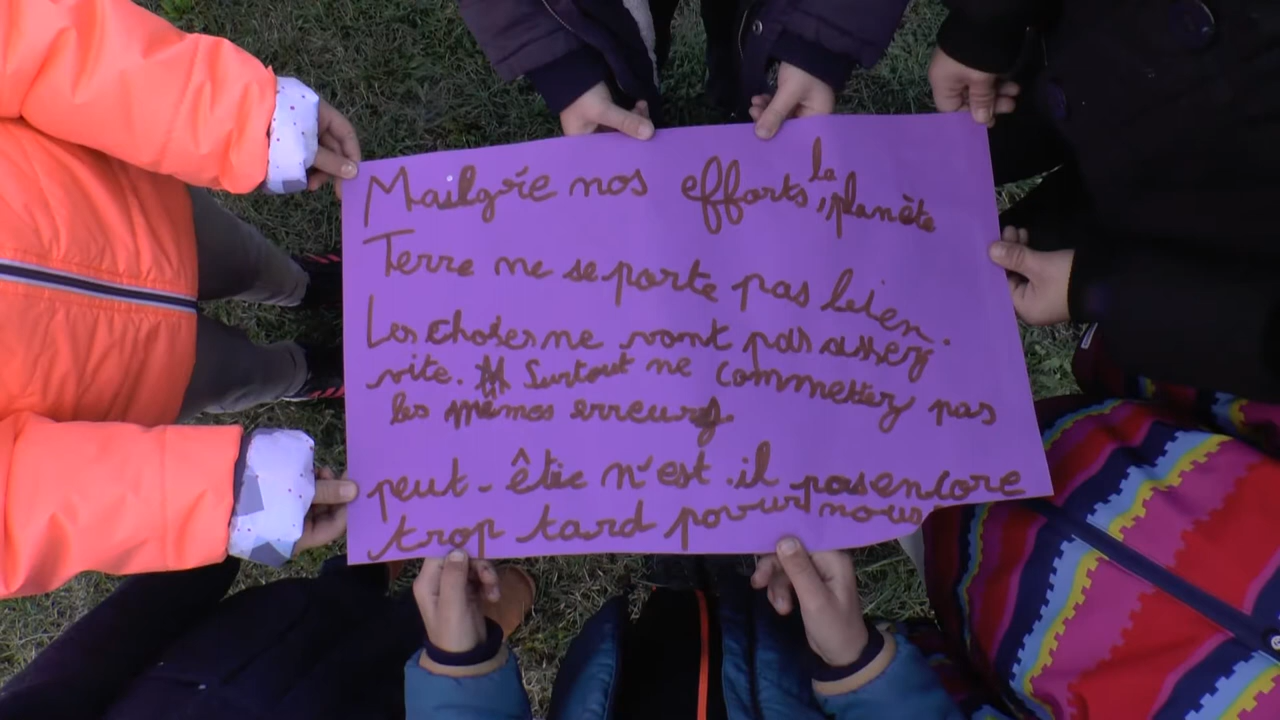 Mailgrie nos efforts, la planète
Terre ne se porte pas bien.
Les choses ne vont pas assez
vite. Surtout ne commettez pas
les mêmes erreurs.
peut-être n'est-il pas encore
trop tard pour nous